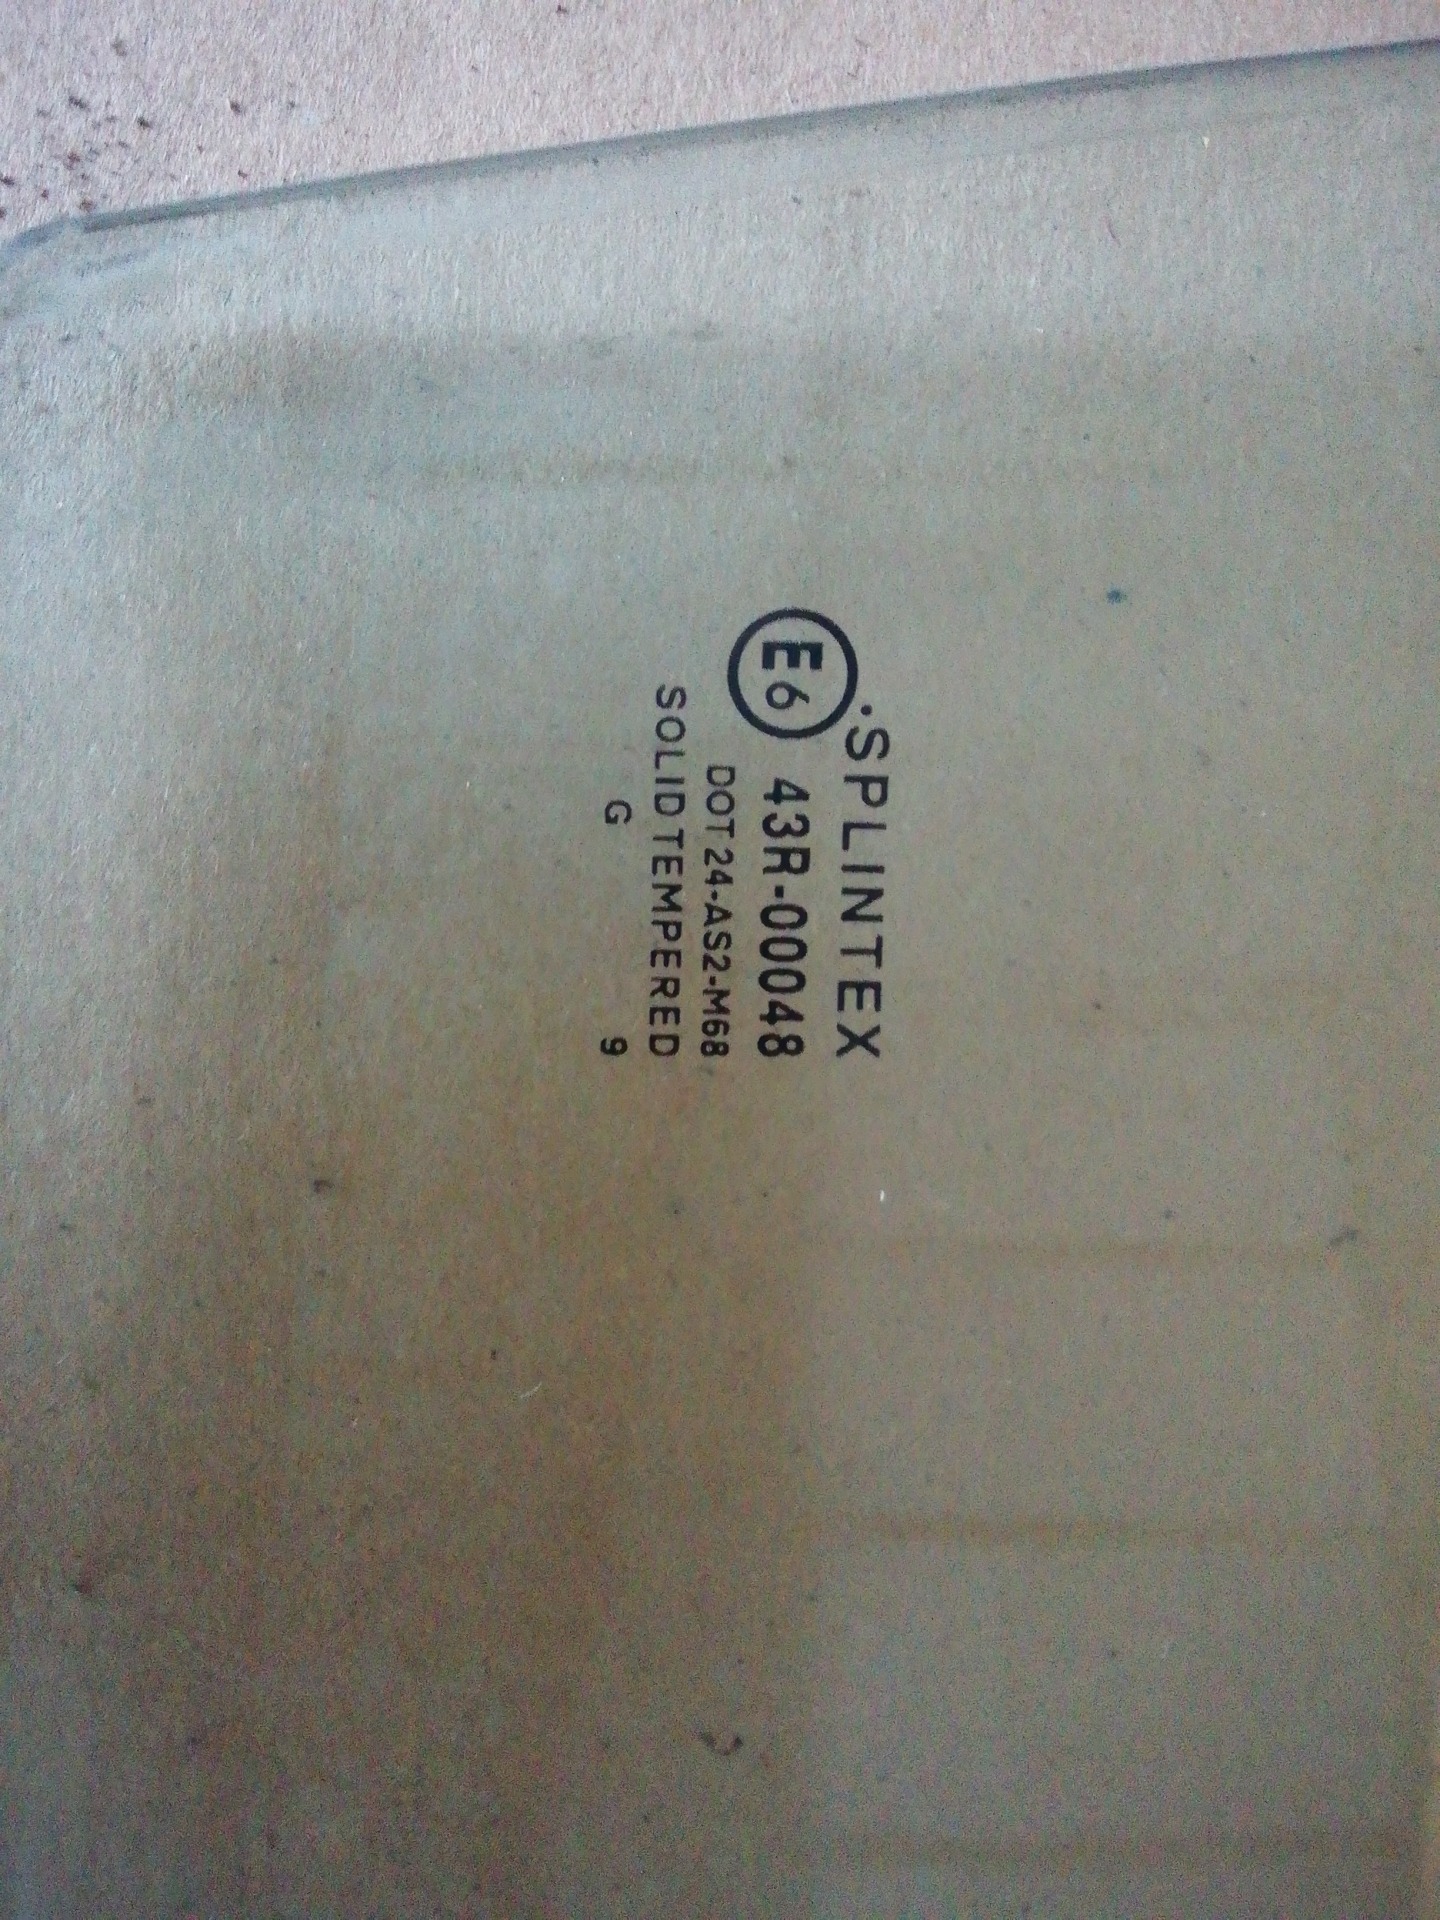 .SPLINTEX
E6 43R-00048
DOT 24-AS2-M68
SOLID TEMPERED
G 9